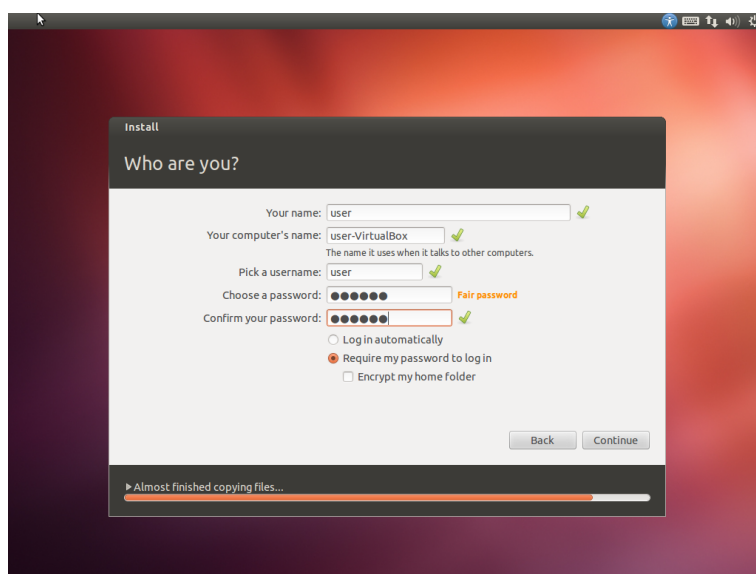 Install
Who are you?
Your name: user
Your computer's name: user-VirtualBox
The name it uses when it talks to other computers.
Pick a username: user
Choose a password: ●●●●●● Fair password
Confirm your password: ●●●●●●
Log in automatically
Require my password to log in
Encrypt my home folder
Back Continue
Almost finished copying files...